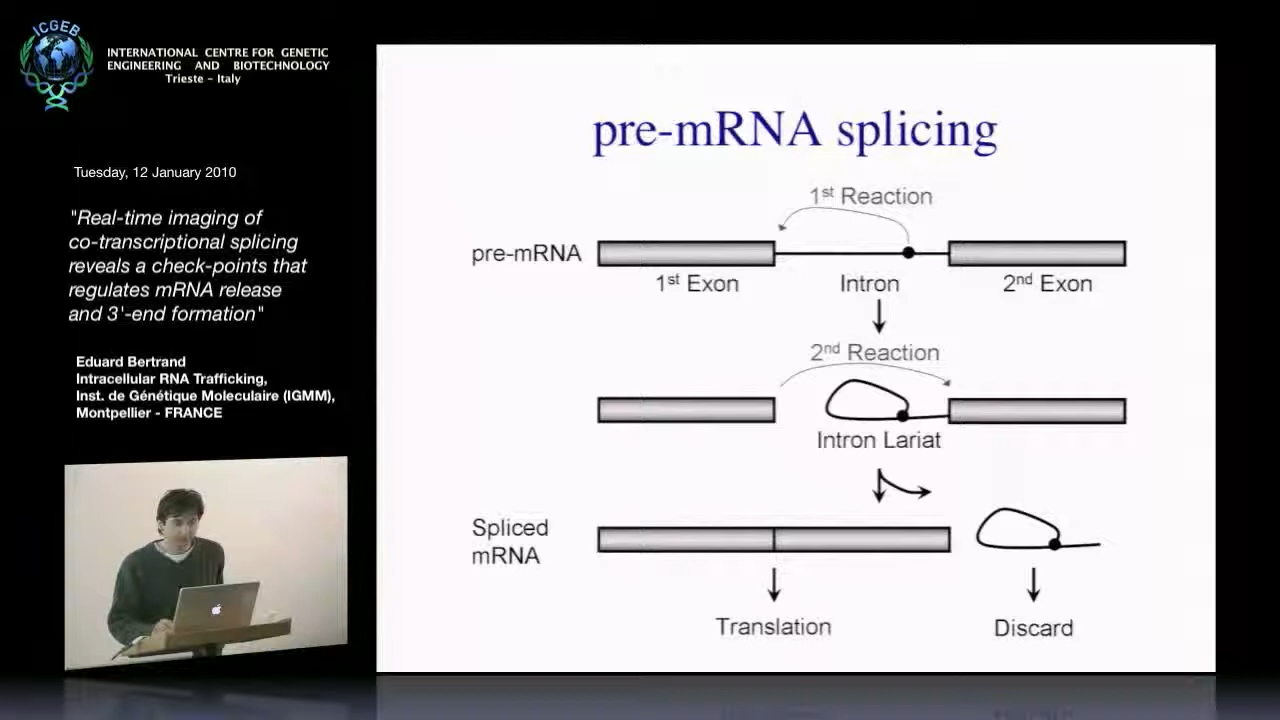 ICGEB
INTERNATIONAL CENTRE FOR GENETIC
ENGINEERING AND BIOTECHNOLOGY
Trieste - Italy
Tuesday, 12 January 2010
"Real-time imaging of
co-transcriptional splicing
reveals a check-points that
regulates mRNA release
and 3'-end formation"
Eduard Bertrand
Intracellular RNA Trafficking,
Inst. de Génétique Moleculaire (IGMM),
Montpellier - FRANCE
pre-mRNA splicing
1st Reaction
pre-mRNA
1st Exon
Intron
2nd Exon
2nd Reaction
Intron Lariat
Spliced
mRNA
Translation
Discard